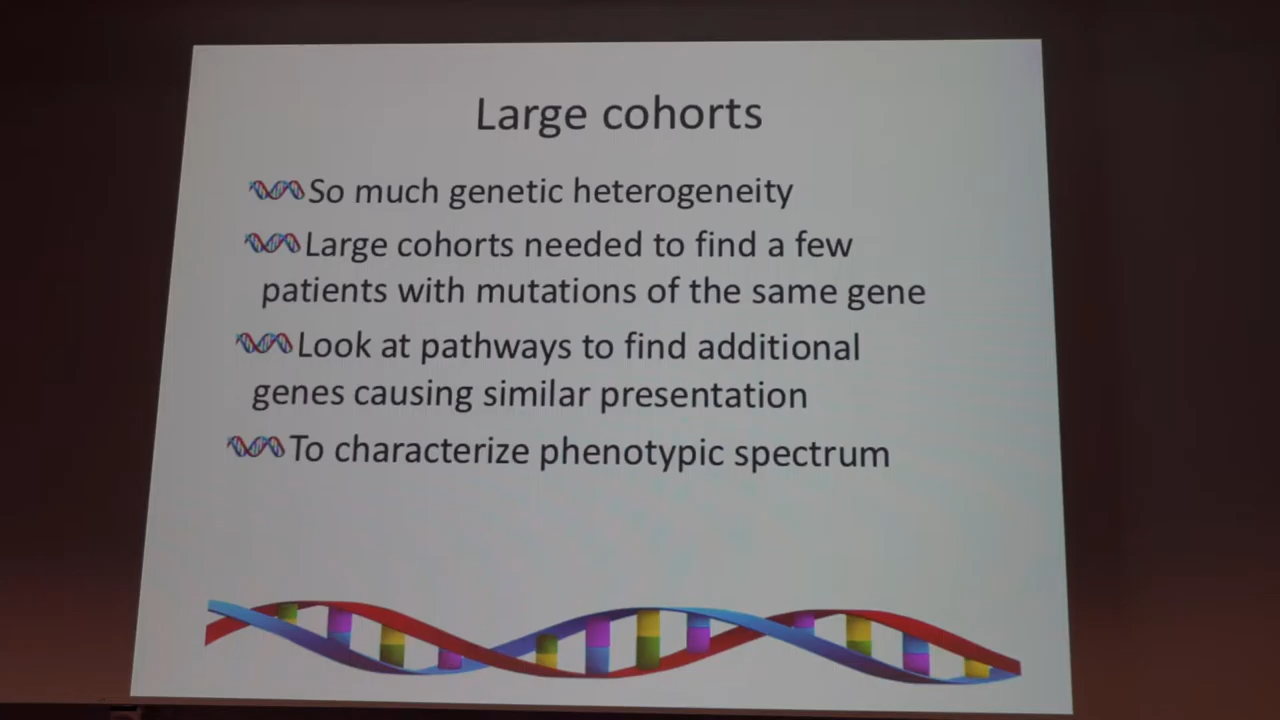 Large cohorts
So much genetic heterogeneity
Large cohorts needed to find a few
patients with mutations of the same gene
Look at pathways to find additional
genes causing similar presentation
To characterize phenotypic spectrum